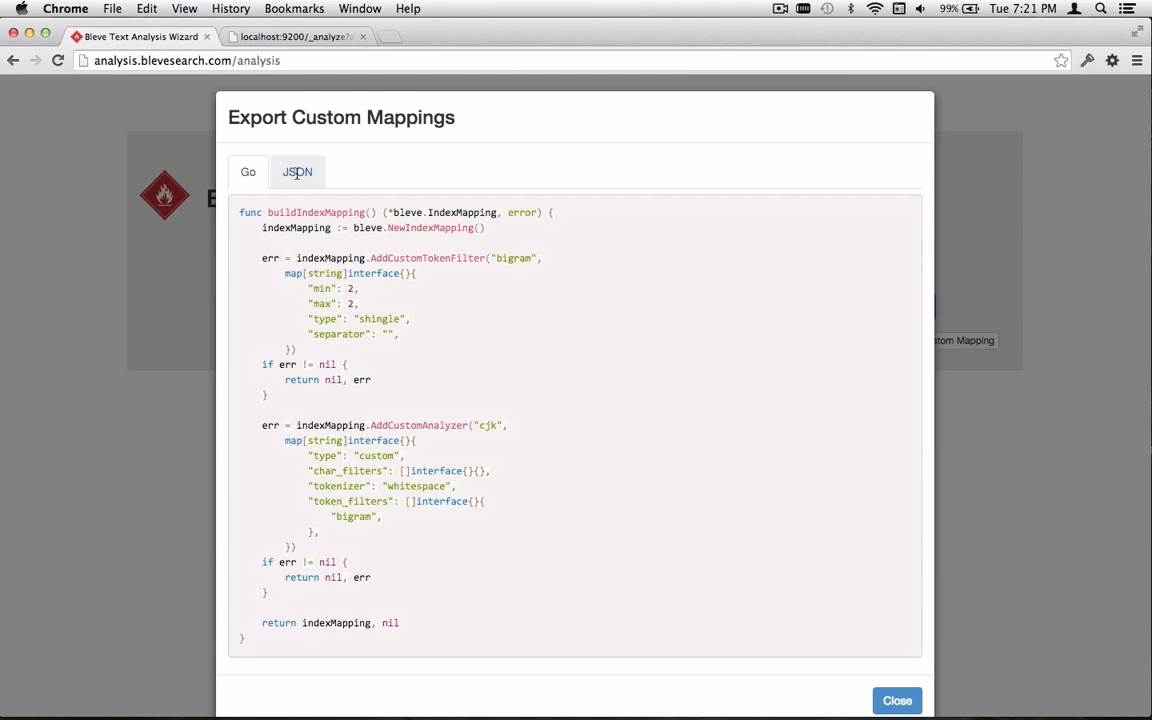 Chrome File Edit View History Bookmarks Window Help 99% Tue 7:21 PM
Bleve Text Analysis Wizard × localhost:9200/_analyze? ×
analysis.blevesearch.com/analysis
Export Custom Mappings
Go JSON
func buildIndexMapping() (*bleve.IndexMapping, error) {
    indexMapping := bleve.NewIndexMapping()
    err = indexMapping.AddCustomTokenFilter("bigram",
        map[string]interface{}{
            "min": 2,
            "max": 2,
            "type": "shingle",
            "separator": "",
        })
    if err != nil {
        return nil, err
    }
    err = indexMapping.AddCustomAnalyzer("cjk",
        map[string]interface{}{
            "type": "custom",
            "char_filters": []interface{}{},
            "tokenizer": "whitespace",
            "token_filters": []interface{}{
                "bigram",
            },
        })
    if err != nil {
        return nil, err
    }
    return indexMapping, nil
}
stom Mapping
Close